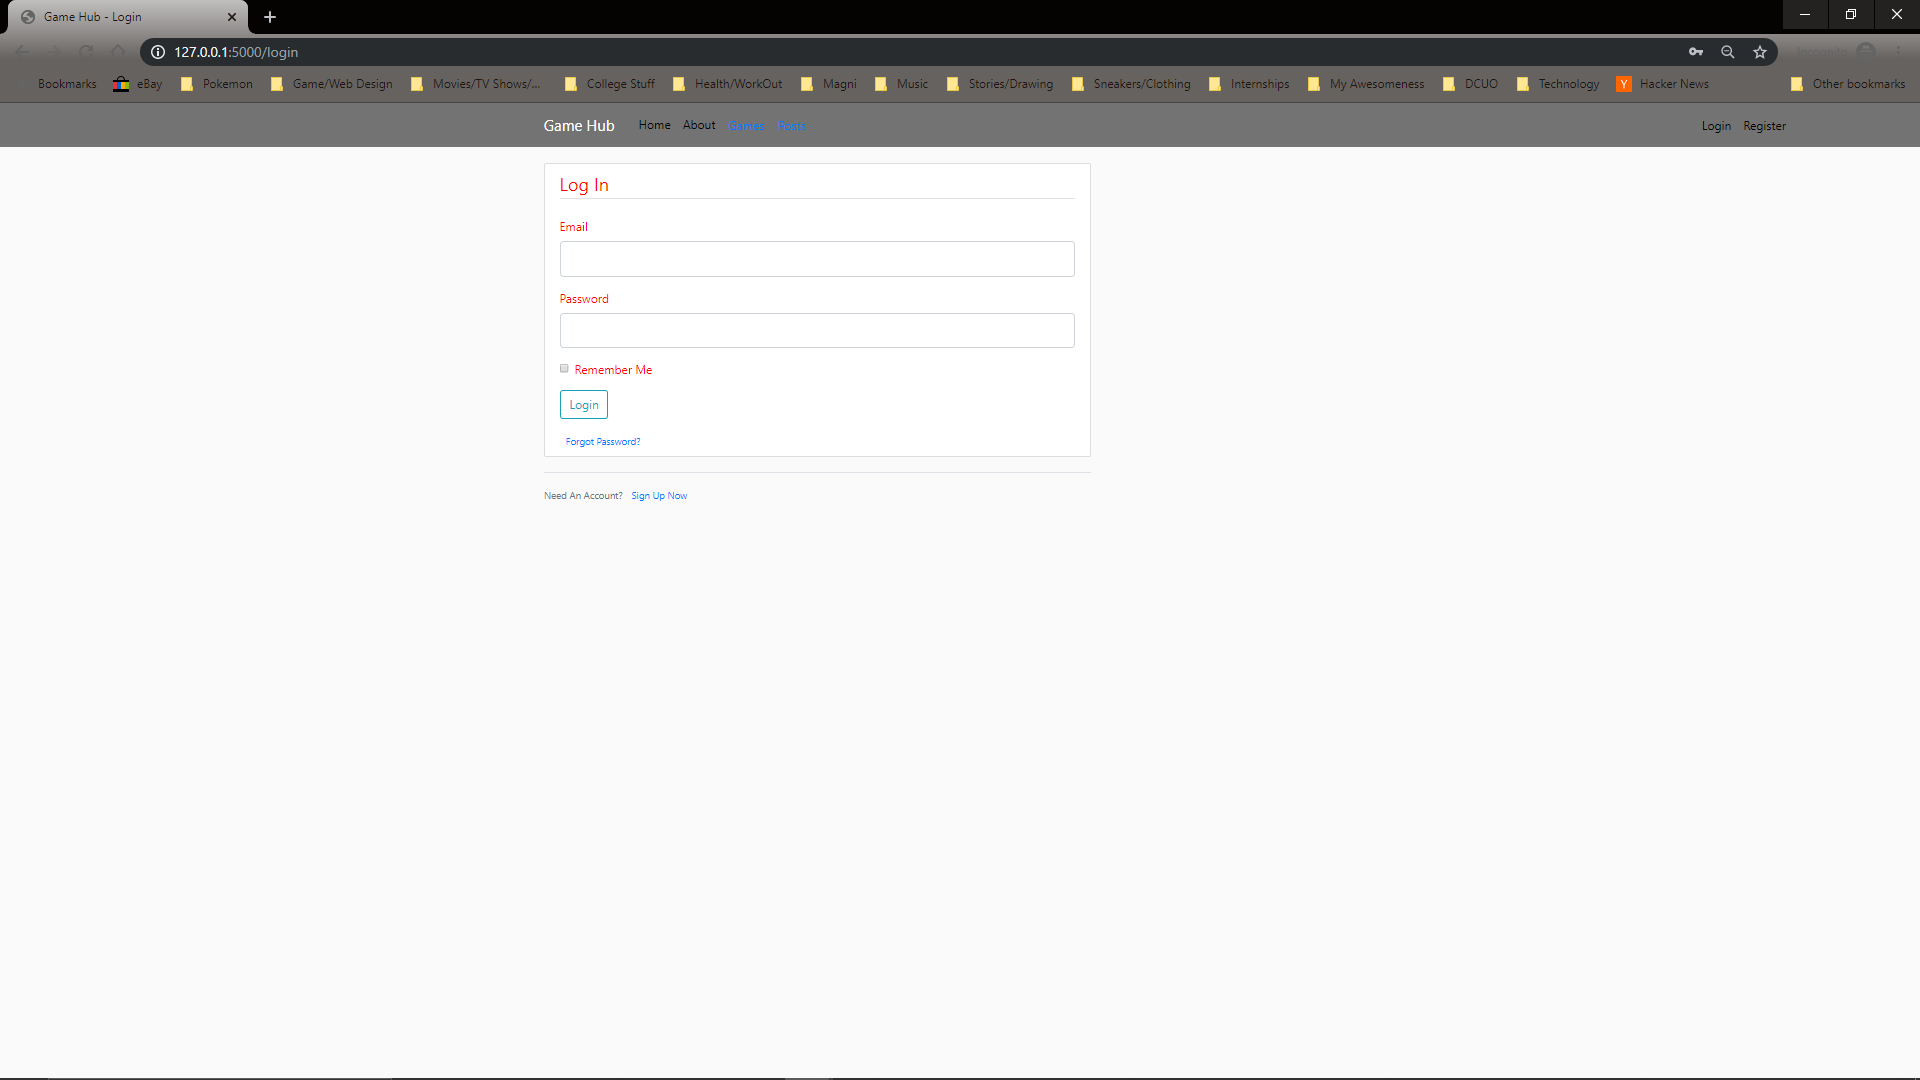 Game Hub - Login
127.0.0.1:5000/login
Incognito
Bookmarks eBay Pokemon Game/Web Design Movies/TV Shows/... College Stuff Health/WorkOut Magni Music Stories/Drawing Sneakers/Clothing Internships My Awesomeness DCUO Technology Y Hacker News Other bookmarks
Game Hub Home About Games Posts Login Register
Log In
Email
Password
Remember Me
Login
Forgot Password?
Need An Account? Sign Up Now